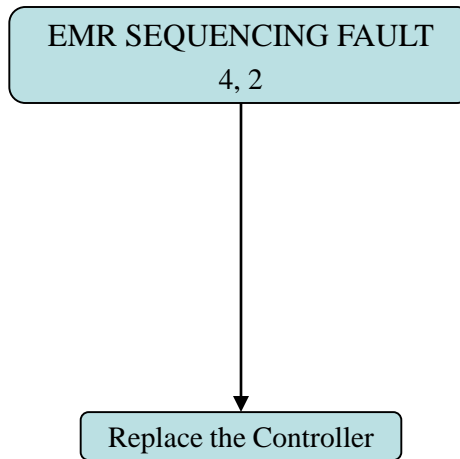 EMR SEQUENCING FAULT
4, 2
Replace the Controller